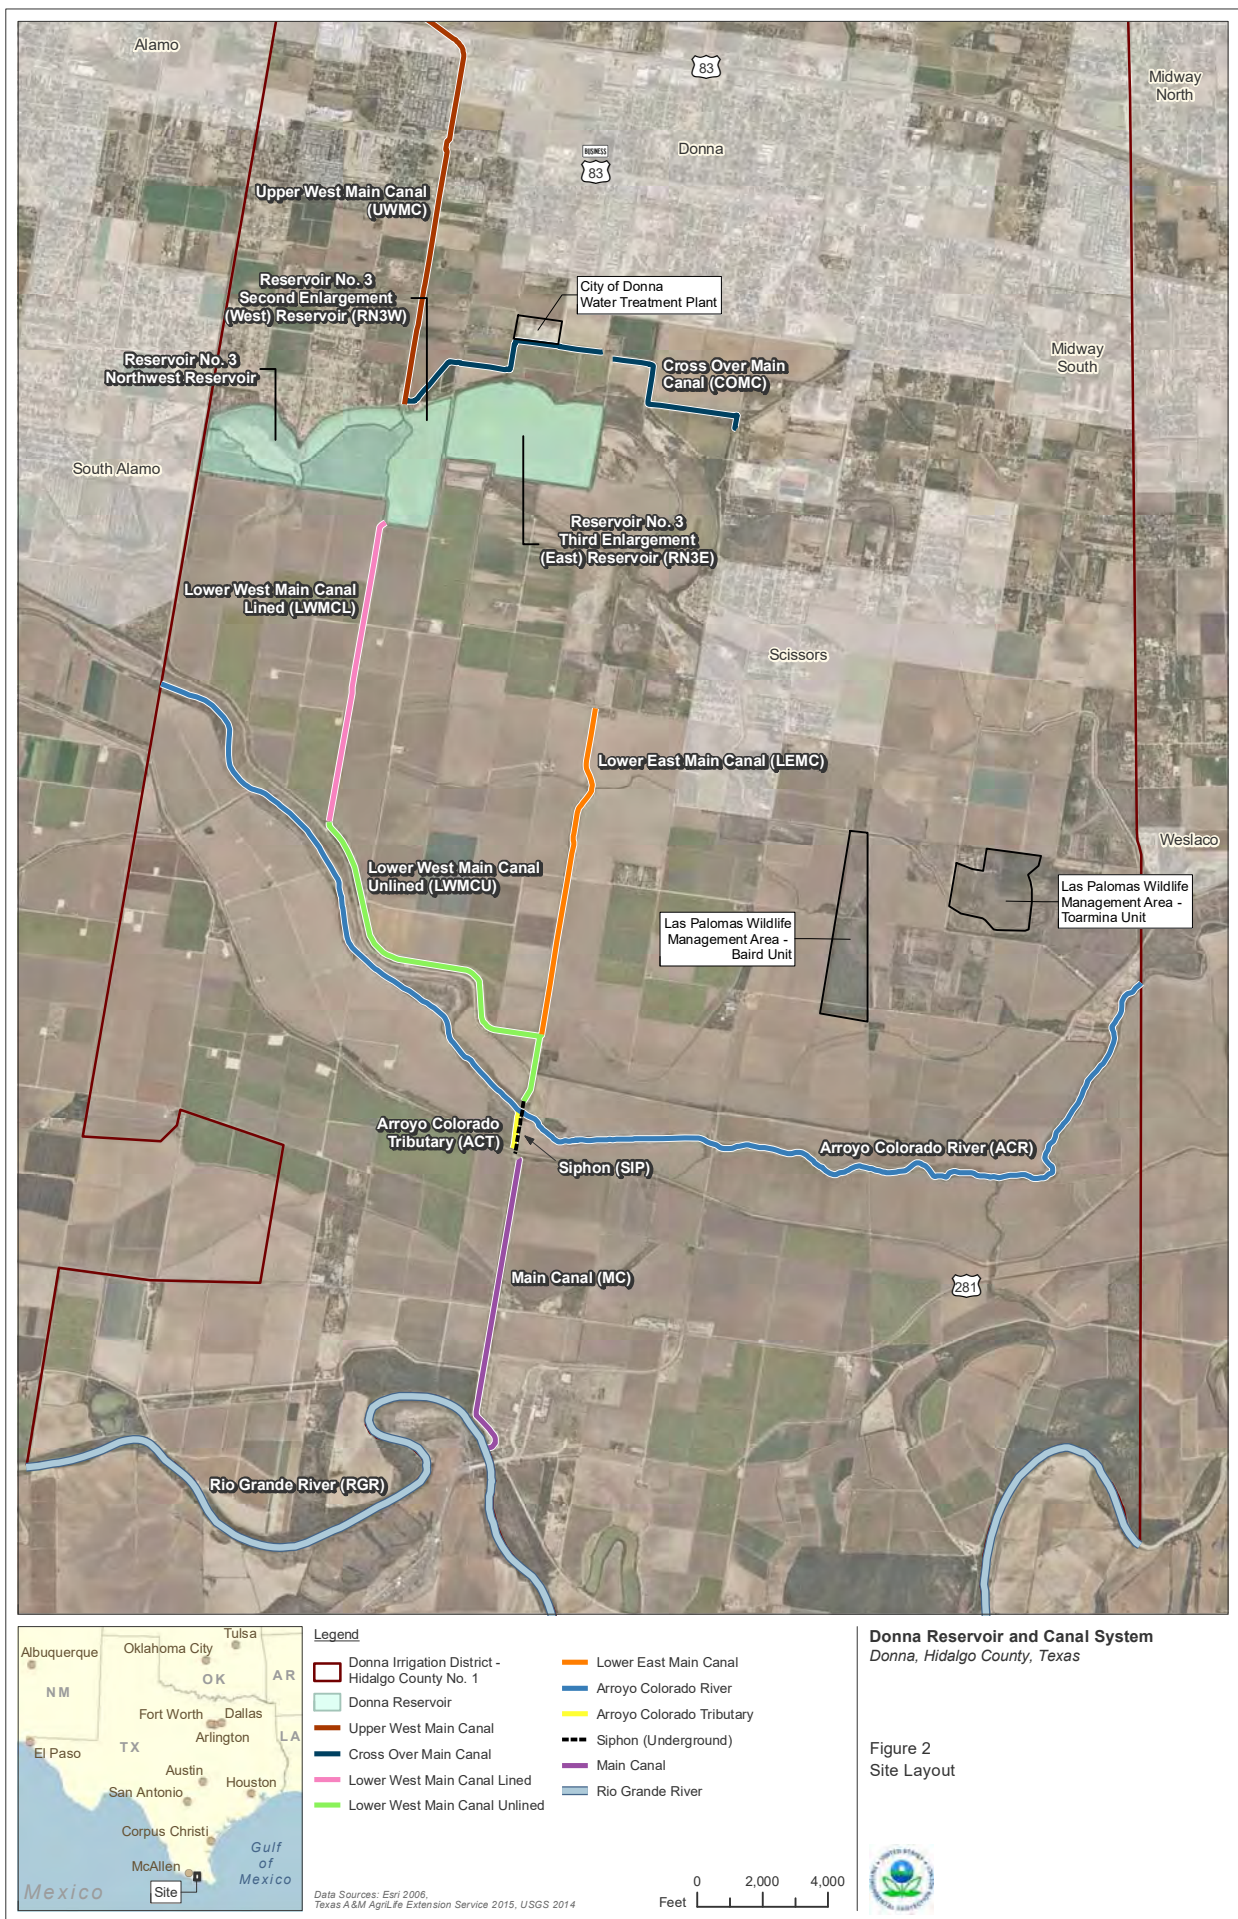 Alamo
83
Midway
North
BUSINESS
83
Donna
Upper West Main Canal
(UWMC)
Reservoir No. 3
Second Enlargement
(West) Reservoir (RN3W)
City of Donna
Water Treatment Plant
Reservoir No. 3
Northwest Reservoir
Cross Over Main
Canal (COMC)
Midway
South
South Alamo
Reservoir No. 3
Third Enlargement
(East) Reservoir (RN3E)
Lower West Main Canal
Lined (LWMCL)
Scissors
Lower East Main Canal (LEMC)
Weslaco
Lower West Main Canal
Unlined (LWMCU)
Las Palomas Wildlife
Management Area -
Toarmina Unit
Las Palomas Wildlife
Management Area -
Baird Unit
Arroyo Colorado
Tributary (ACT)
Arroyo Colorado River (ACR)
Siphon (SIP)
Main Canal (MC)
281
Rio Grande River (RGR)
Albuquerque
Tulsa
Oklahoma City
NM
OK
AR
Fort Worth
Dallas
Arlington
LA
TX
El Paso
Austin
San Antonio
Houston
Corpus Christi
Gulf
of
Mexico
McAllen
Site
Mexico
Legend
Donna Irrigation District -
Hidalgo County No. 1
Donna Reservoir
Upper West Main Canal
Cross Over Main Canal
Lower West Main Canal Lined
Lower West Main Canal Unlined
Lower East Main Canal
Arroyo Colorado River
Arroyo Colorado Tributary
Siphon (Underground)
Main Canal
Rio Grande River
Data Sources: Esri 2006,
Texas A&M AgriLife Extension Service 2015, USGS 2014
0 2,000 4,000
Feet
Donna Reservoir and Canal System
Donna, Hidalgo County, Texas
Figure 2
Site Layout